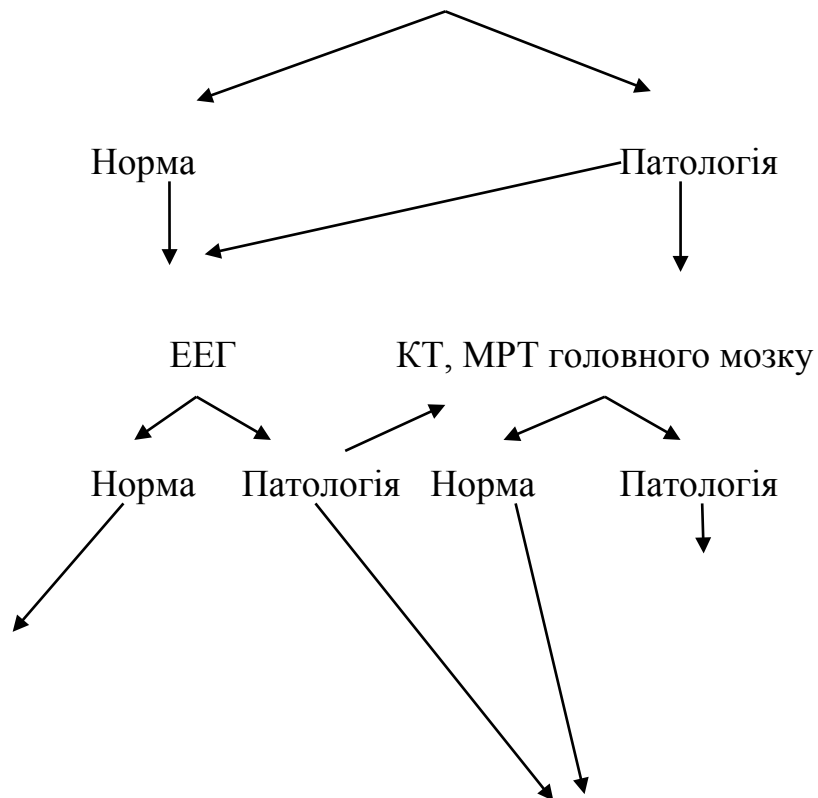 Норма Патологія
ЕЕГ КТ, МРТ головного мозку
Норма Патологія Норма Патологія